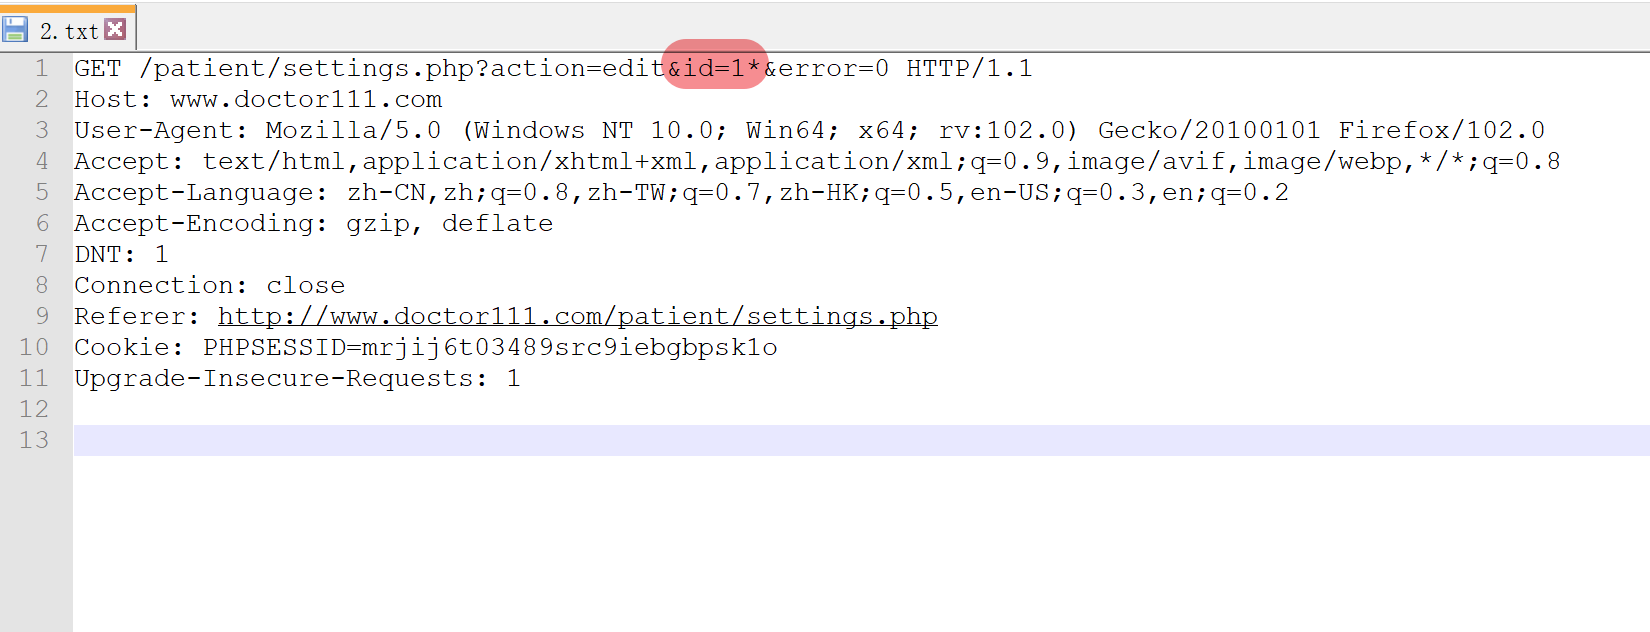 2.txt
1 GET /patient/settings.php?action=edit&id=1*&error=0 HTTP/1.1
2 Host: www.doctor111.com
3 User-Agent: Mozilla/5.0 (Windows NT 10.0; Win64; x64; rv:102.0) Gecko/20100101 Firefox/102.0
4 Accept: text/html,application/xhtml+xml,application/xml;q=0.9,image/avif,image/webp,*/*;q=0.8
5 Accept-Language: zh-CN,zh;q=0.8,zh-TW;q=0.7,zh-HK;q=0.5,en-US;q=0.3,en;q=0.2
6 Accept-Encoding: gzip, deflate
7 DNT: 1
8 Connection: close
9 Referer: http://www.doctor111.com/patient/settings.php
10 Cookie: PHPSESSID=mrjij6t03489src9iebgbpsk1o
11 Upgrade-Insecure-Requests: 1
12
13